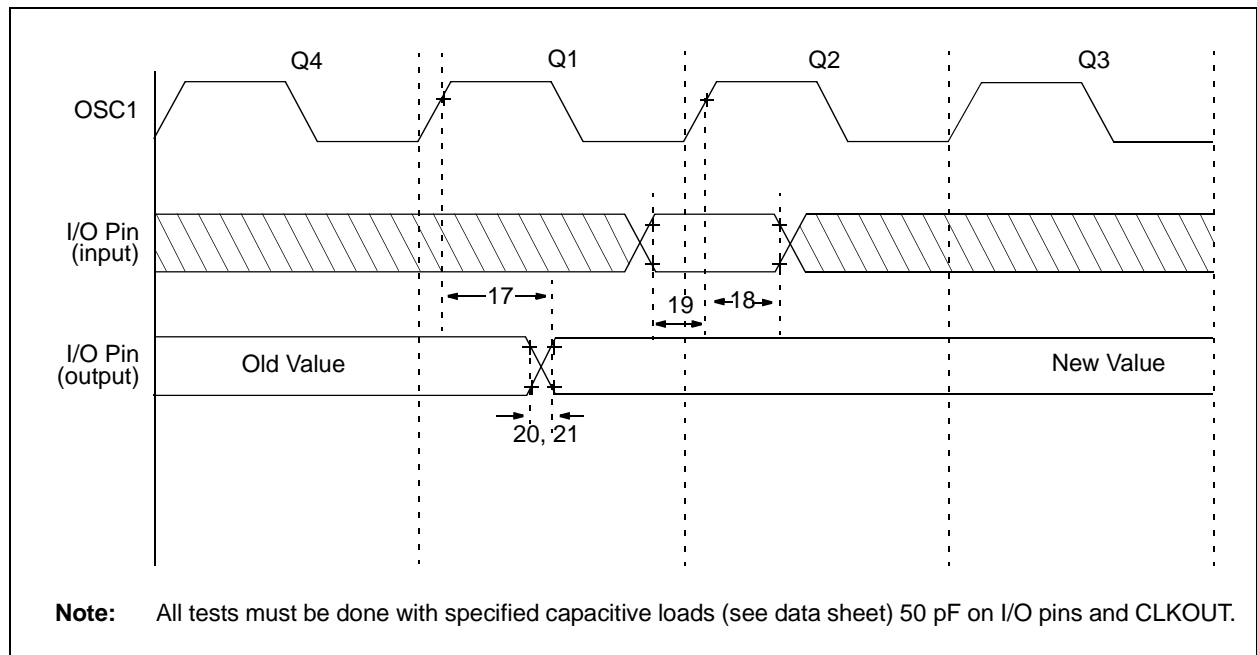 Q4 Q1 Q2 Q3
OSC1
I/O Pin
(input)
17 19 18
I/O Pin
(output)
Old Value New Value
20, 21
Note: All tests must be done with specified capacitive loads (see data sheet) 50 pF on I/O pins and CLKOUT.